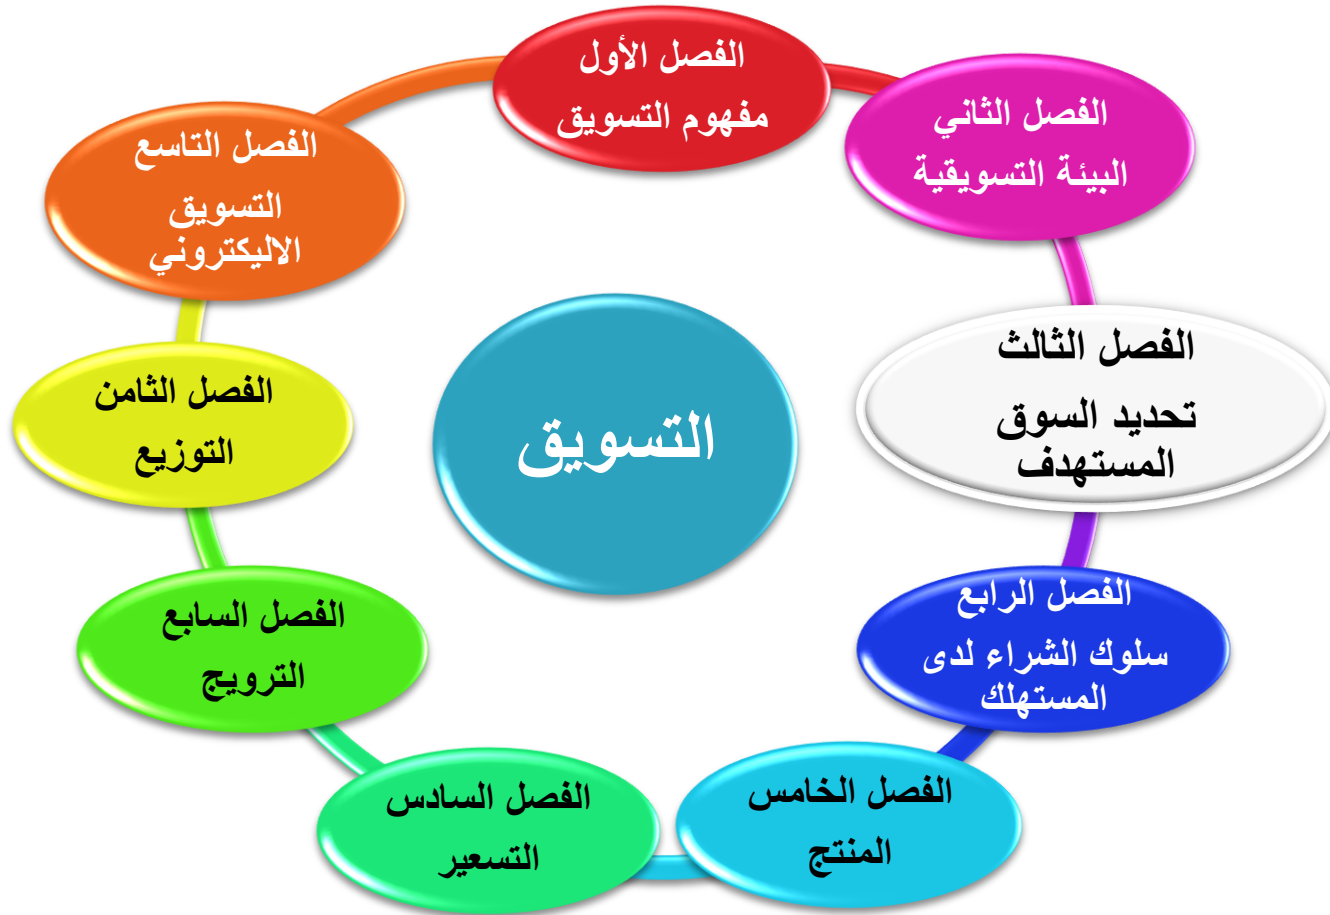 الفصل الأول
مفهوم التسويق
الفصل الثاني
البيئة التسويقية
الفصل الثالث
تحديد السوق
المستهدف
الفصل الرابع
سلوك الشراء لدى
المستهلك
الفصل الخامس
المنتج
الفصل السادس
التسعير
الفصل السابع
الترويج
الفصل الثامن
التوزيع
الفصل التاسع
التسويق
الاليكتروني
التسويق